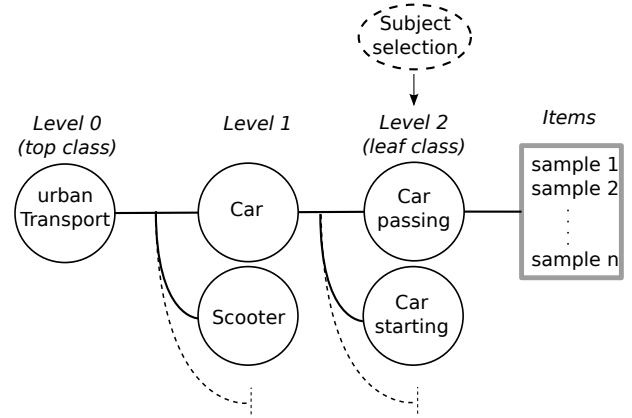 Subject
selection
Level 0
(top class)
Level 1
Level 2
(leaf class)
Items
urban
Transport
Car
Car
passing
sample 1
sample 2
sample n
Scooter
Car
starting